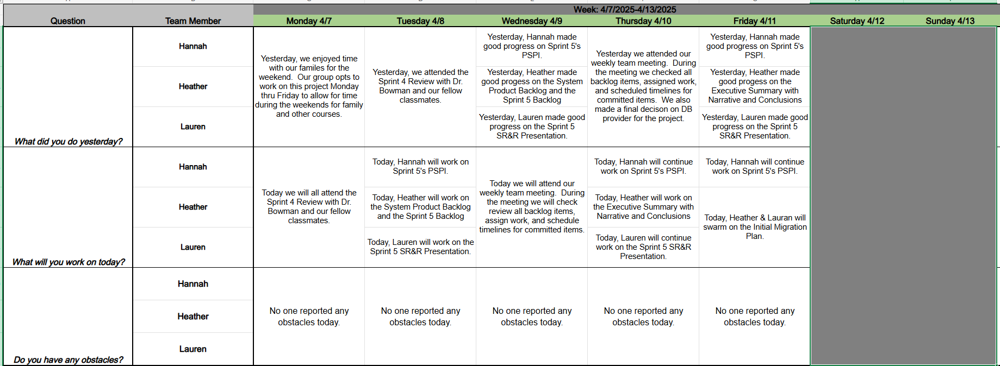 Week: 4/7/2025-4/13/2025
Question
Team Member
Monday 4/7
Tuesday 4/8
Wednesday 4/9
Thursday 4/10
Friday 4/11
Saturday 4/12
Sunday 4/13
What did you do yesterday?
Hannah
Heather
Lauren
Yesterday, we enjoyed time
with our familes for the
weekend.  Our group opts to
work on this project Monday
thru Friday to allow for time
during the weekends for family
and other courses.
Yesterday, we attended the
Sprint 4 Review with Dr.
Bowman and our fellow
classmates.
Yesterday, Hannah made
good progress on Sprint 5's
PSPI.
Yesterday, Heather made
good progess on the System
Product Backlog and the
Sprint 5 Backlog
Yesterday, Lauren made good
progress on the Sprint 5
SR&R Presentation.
Yesterday we attended our
weekly team meeting.  During
the meeting we checked all
backlog items, assigned work,
and scheduled timelines for
committed items.  We also
made a final decison on DB
provider for the project.
Yesterday, Hannah made
good progress on Sprint 5's
PSPI.
Yesterday, Heather made
good progess on the
Executive Summary with
Narrative and Conclusions
Yesterday, Lauren made good
progress on the Sprint 5
SR&R Presentation.
What will you work on today?
Hannah
Heather
Lauren
Today we will all attend the
Sprint 4 Review with Dr.
Bowman and our fellow
classmates.
Today, Hannah will work on
Sprint 5's PSPI.
Today, Heather will work on
the System Product Backlog
and the Sprint 5 Backlog
Today, Lauren will work on the
Sprint 5 SR&R Presentation.
Today we will attend our
weekly team meeting.  During
the meeting we will check
review all backlog items,
assign work, and schedule
timelines for committed items.
Today, Hannah will continue
work on Sprint 5's PSPI.
Today, Heather will work on
the Executive Summary with
Narrative and Conclusions
Today, Lauren will continue
work on the Sprint 5 SR&R
Presentation.
Today, Hannah will continue
work on Sprint 5's PSPI.
Today, Heather & Lauran will
swarm on the Initial Migration
Plan.
Do you have any obstacles?
Hannah
Heather
Lauren
No one reported any
obstacles today.
No one reported any
obstacles today.
No one reported any
obstacles today.
No one reported any
obstacles today.
No one reported any
obstacles today.